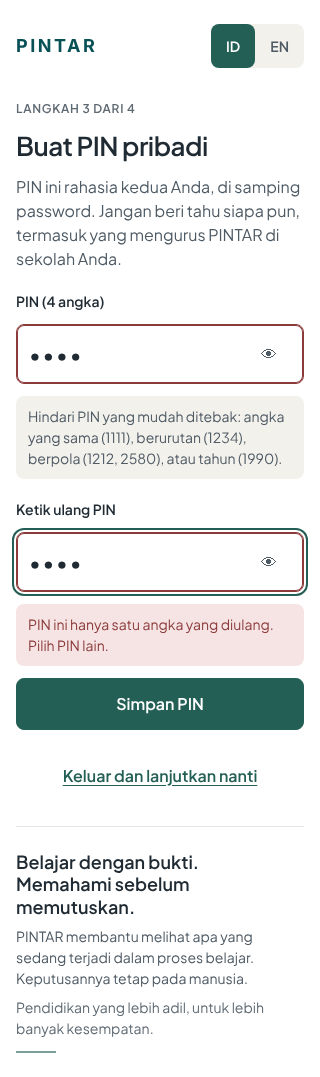 PINTAR
ID
EN
LANGKAH 3 DARI 4
Buat PIN pribadi
PIN ini rahasia kedua Anda, di samping
password. Jangan beri tahu siapa pun,
termasuk yang mengurus PINTAR di
sekolah Anda.
PIN (4 angka)
Hindari PIN yang mudah ditebak: angka
yang sama (1111), berurutan (1234),
berpola (1212, 2580), atau tahun (1990).
Ketik ulang PIN
PIN ini hanya satu angka yang diulang.
Pilih PIN lain.
Simpan PIN
Keluar dan lanjutkan nanti
Belajar dengan bukti.
Memahami sebelum
memutuskan.
PINTAR membantu melihat apa yang
sedang terjadi dalam proses belajar.
Keputusannya tetap pada manusia.
Pendidikan yang lebih adil, untuk lebih
banyak kesempatan.